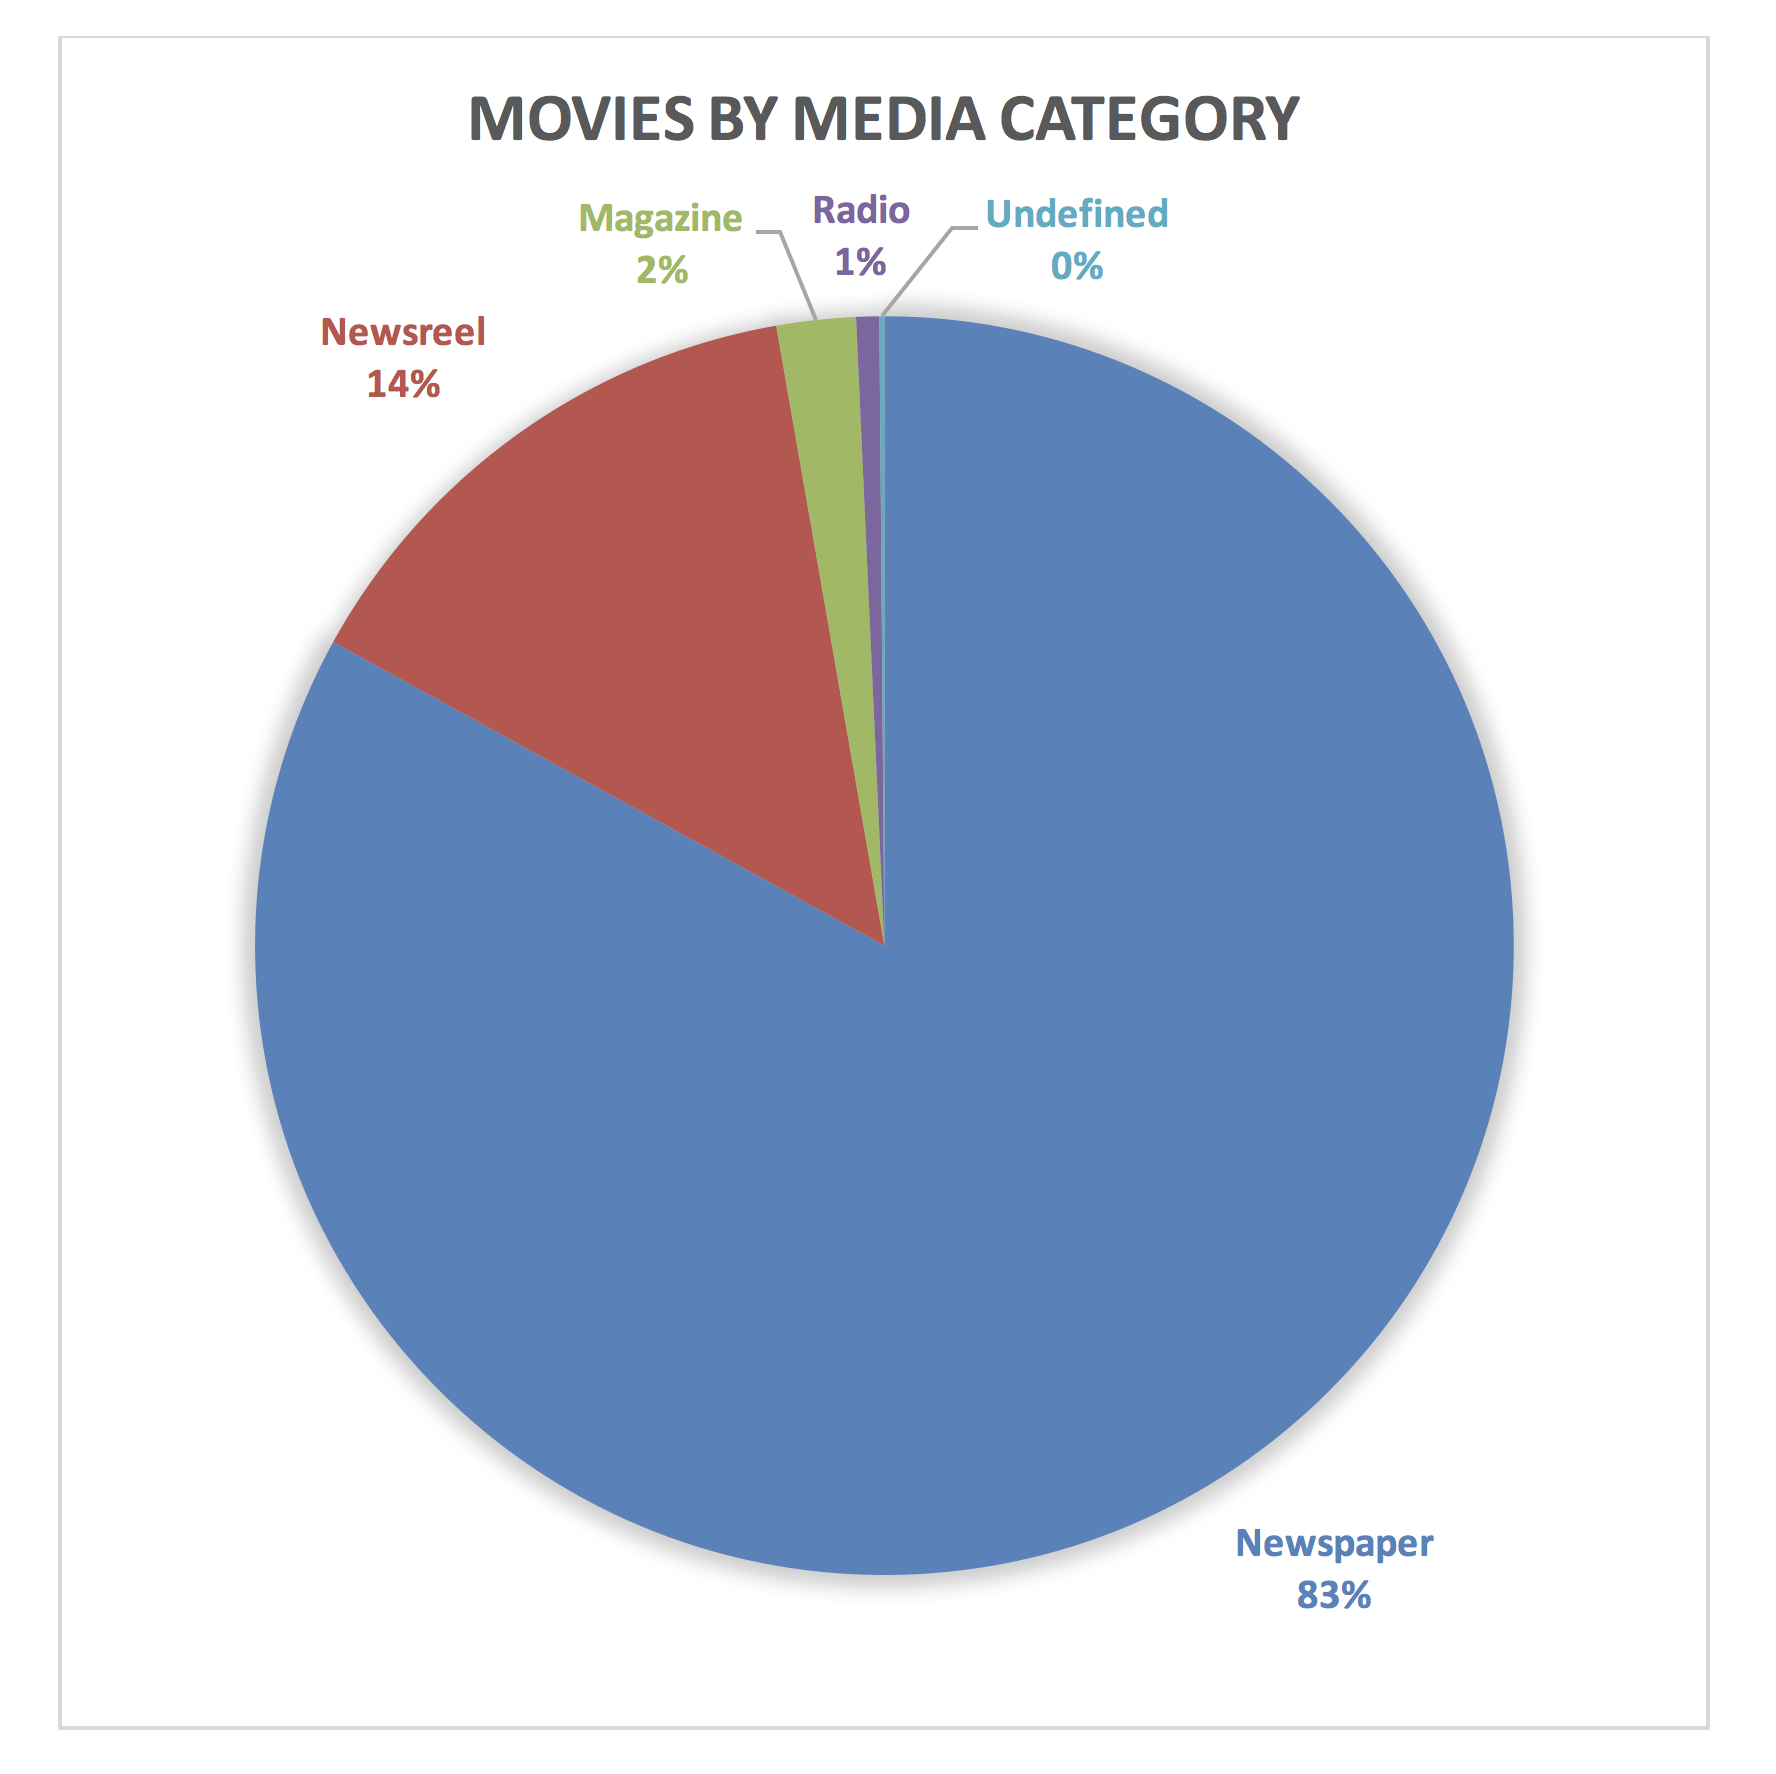 MOVIES BY MEDIA CATEGORY
Magazine
2%
Radio
1%
Undefined
0%
Newsreel
14%
Newspaper
83%